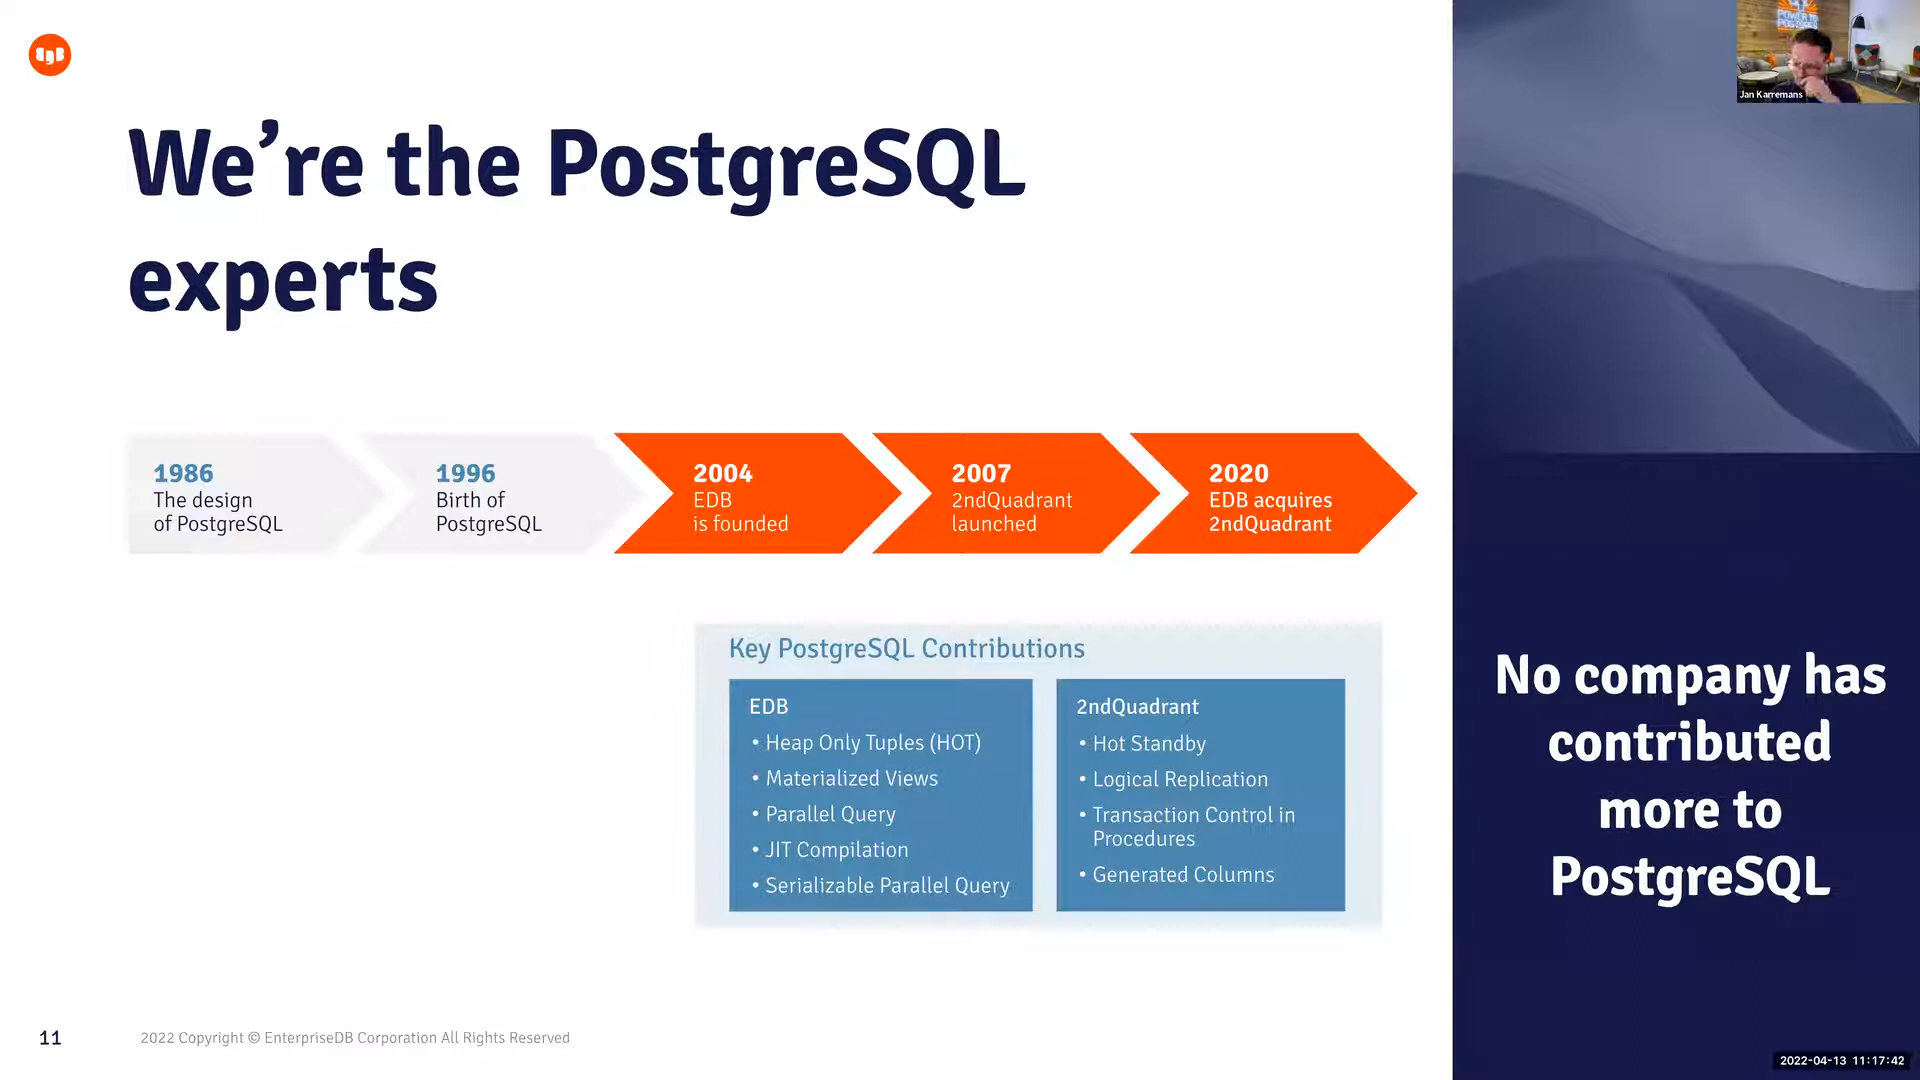 EDB
We’re the PostgreSQL
experts
1986
The design
of PostgreSQL
1996
Birth of
PostgreSQL
2004
EDB
is founded
2007
2ndQuadrant
launched
2020
EDB acquires
2ndQuadrant
Key PostgreSQL Contributions
EDB
• Heap Only Tuples (HOT)
• Materialized Views
• Parallel Query
• JIT Compilation
• Serializable Parallel Query
2ndQuadrant
• Hot Standby
• Logical Replication
• Transaction Control in
Procedures
• Generated Columns
11
2022 Copyright © EnterpriseDB Corporation All Rights Reserved
POWER TO
POSTGRES
Jan Karremans
No company has
contributed
more to
PostgreSQL
2022-04-13 11:17:42